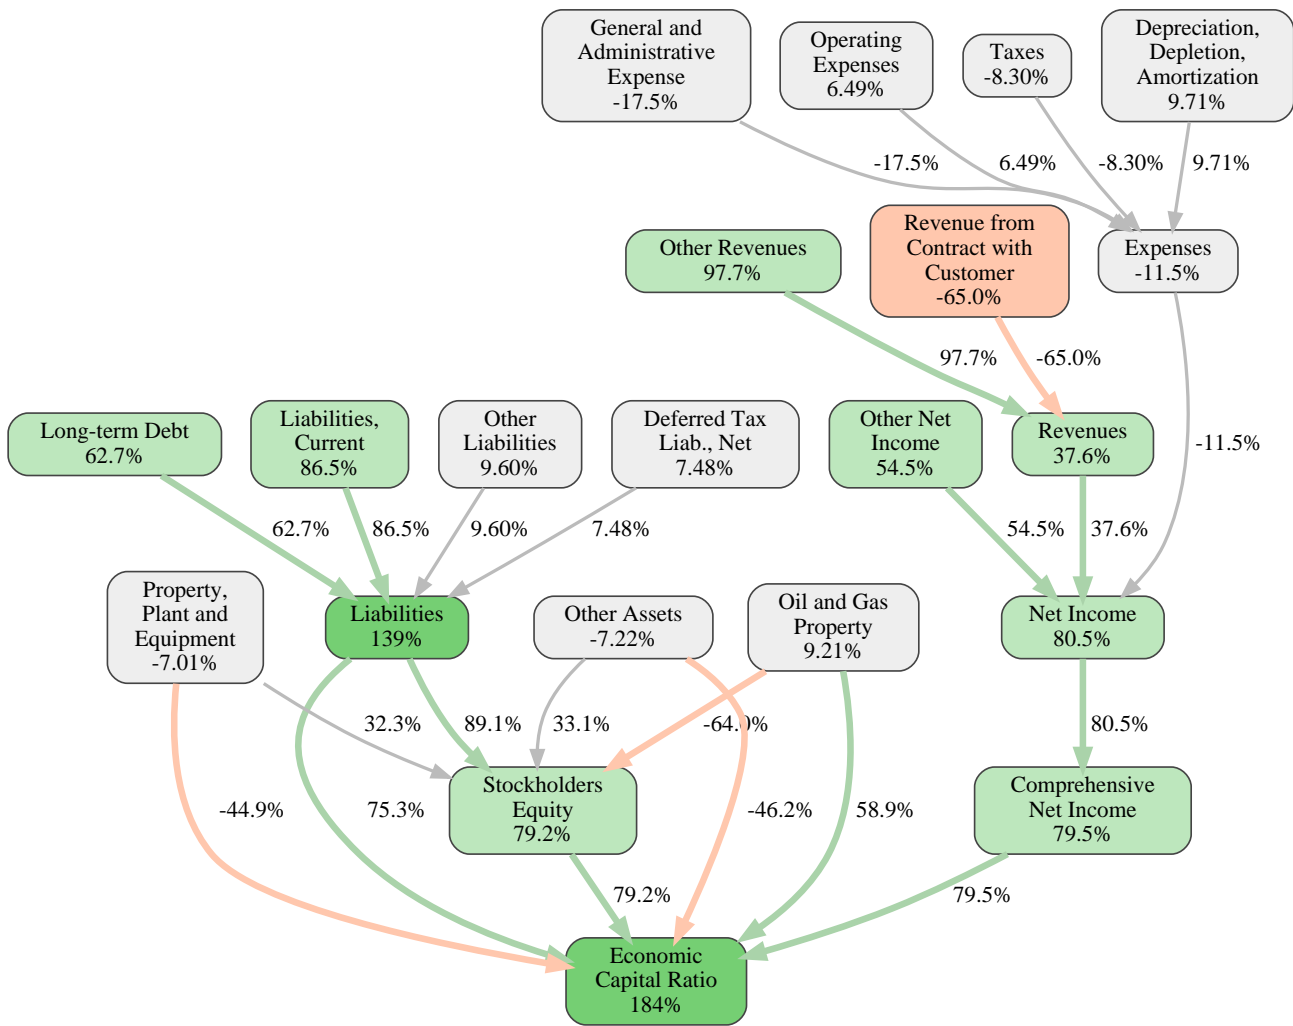 General and
Administrative
Expense
-17.5%
Operating
Expenses
6.49%
Taxes
-8.30%
Depreciation,
Depletion,
Amortization
9.71%
-17.5%
6.49%
-8.30%
9.71%
Other Revenues
97.7%
Revenue from
Contract with
Customer
-65.0%
Expenses
-11.5%
97.7%
-65.0%
Long-term Debt
62.7%
Liabilities,
Current
86.5%
Other
Liabilities
9.60%
Deferred Tax
Liab., Net
7.48%
Other Net
Income
54.5%
Revenues
37.6%
-11.5%
62.7%
86.5%
9.60%
7.48%
54.5%
37.6%
Property,
Plant and
Equipment
-7.01%
Liabilities
139%
Other Assets
-7.22%
Oil and Gas
Property
9.21%
Net Income
80.5%
32.3%
89.1%
33.1%
-64.0%
80.5%
-44.9%
75.3%
Stockholders
Equity
79.2%
-46.2%
58.9%
Comprehensive
Net Income
79.5%
79.2%
79.5%
Economic
Capital Ratio
184%